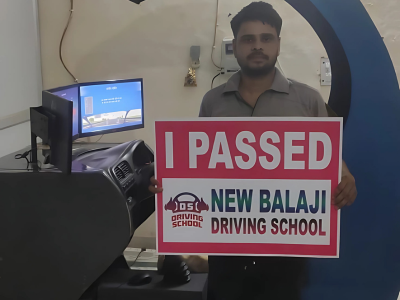 I PASSED
DS
DRIVING
SCHOOL
NEW BALAJI
DRIVING SCHOOL